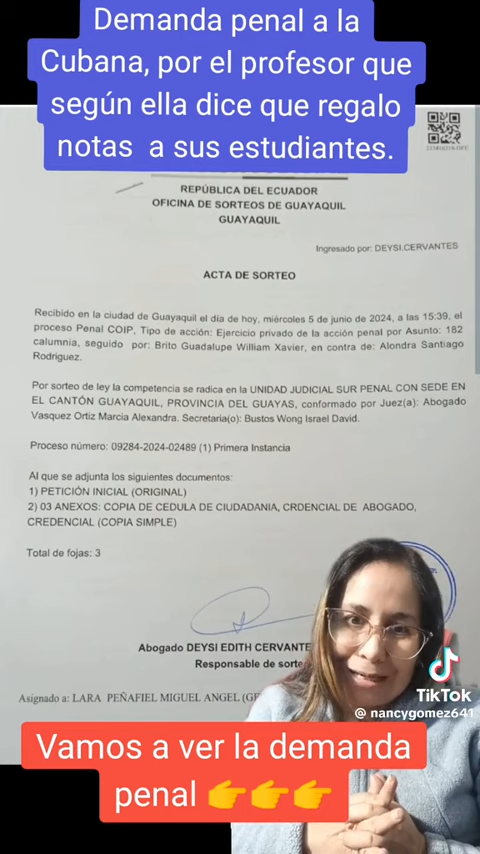 Demanda penal a la
Cubana, por el profesor que
según ella dice que regalo
notas a sus estudiantes.
REPÚBLICA DEL ECUADOR
OFICINA DE SORTEOS DE GUAYAQUIL
GUAYAQUIL
Ingresado por: DEYSI.CERVANTES
ACTA DE SORTEO
Recibido en la ciudad de Guayaquil el día de hoy, miércoles 5 de junio de 2024, a las 15:39, el
proceso Penal COIP, Tipo de acción: Ejercicio privado de la acción penal por Asunto: 182
calumnia, seguido por: Brito Guadalupe William Xavier, en contra de: Alondra Santiago
Rodriguez.
Por sorteo de ley la competencia se radica en la UNIDAD JUDICIAL SUR PENAL CON SEDE EN
EL CANTÓN GUAYAQUIL, PROVINCIA DEL GUAYAS, conformado por Juez(a): Abogado
Vasquez Ortiz Marcia Alexandra. Secretaria(o): Bustos Wong Israel David.
Proceso número: 09284-2024-02489 (1) Primera Instancia
Al que se adjunta los siguientes documentos:
1) PETICIÓN INICIAL (ORIGINAL)
2) 03 ANEXOS: COPIA DE CEDULA DE CIUDADANIA, CRDENCIAL DE ABOGADO,
CREDENCIAL (COPIA SIMPLE)
Total de fojas: 3
Abogado DEYSI EDITH CERVANTE
Responsable de sorte
Asignado a: LARA PEÑAFIEL MIGUEL ANGEL (GE
TikTok
@ nancygomez641
Vamos a ver la demanda
penal 👉👉👉